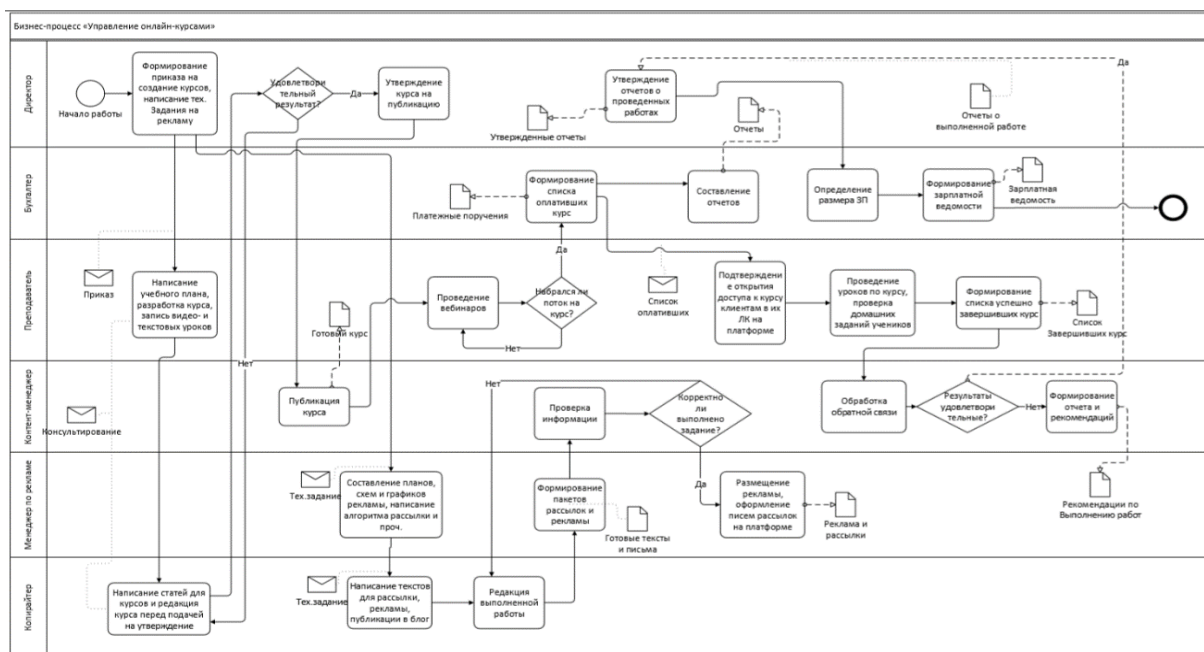 Бизнес-процесс «Управление онлайн-курсами»
Директор
Начало работы
Формирование
приказа на
создание курсов,
написание тех.
Задания на
рекламу
Удовлетвори
тельный
результат?
Да
Утверждение
курса на
публикацию
Утвержденные отчеты
Утверждение
отчетов о
проведенных
работах
Отчеты
Отчеты о
выполненной работе
Да
Бухгалтер
Платежные поручения
Формирование
списка
оплативших
курс
Составление
отчетов
Определение
размера ЗП
Формирование
зарплатной
ведомости
Зарплатная
ведомость
Преподаватель
Приказ
Написание
учебного плана,
разработка курса,
запись видео- и
текстовых уроков
Нет
Готовый курс
Проведение
вебинаров
Набрался ли
поток на
курс?
Да
Нет
Список
оплативших
Подтверждени
е открытия
доступа к курсу
клиентам в их
ЛК на
платформе
Проведение
уроков по курсу,
проверка
домашних
заданий учеников
Формирование
списка успешно
завершивших курс
Список
Завершивших курс
Контент-менеджер
Консультирование
Публикация
курса
Нет
Проверка
информации
Корректно
ли
выполнено
задание?
Да
Обработка
обратной связи
Результаты
удовлетвори
тельные?
Нет
Формирование
отчета и
рекомендаций
Менеджер по рекламе
Тех.задание
Составление планов,
схем и графиков
рекламы, написание
алгоритма рассылки и
проч.
Формирование
пакетов
рассылок и
рекламы
Готовые тексты
и письма
Размещение
рекламы,
оформление
писем рассылок
на платформе
Реклама и
рассылки
Рекомендации по
Выполнению работ
Копирайтер
Написание статей для
курсов и редакция
курса перед подачей
на утверждение
Тех.задание
Написание текстов
для рассылки,
рекламы,
публикации в блог
Редакция
выполненной
работы